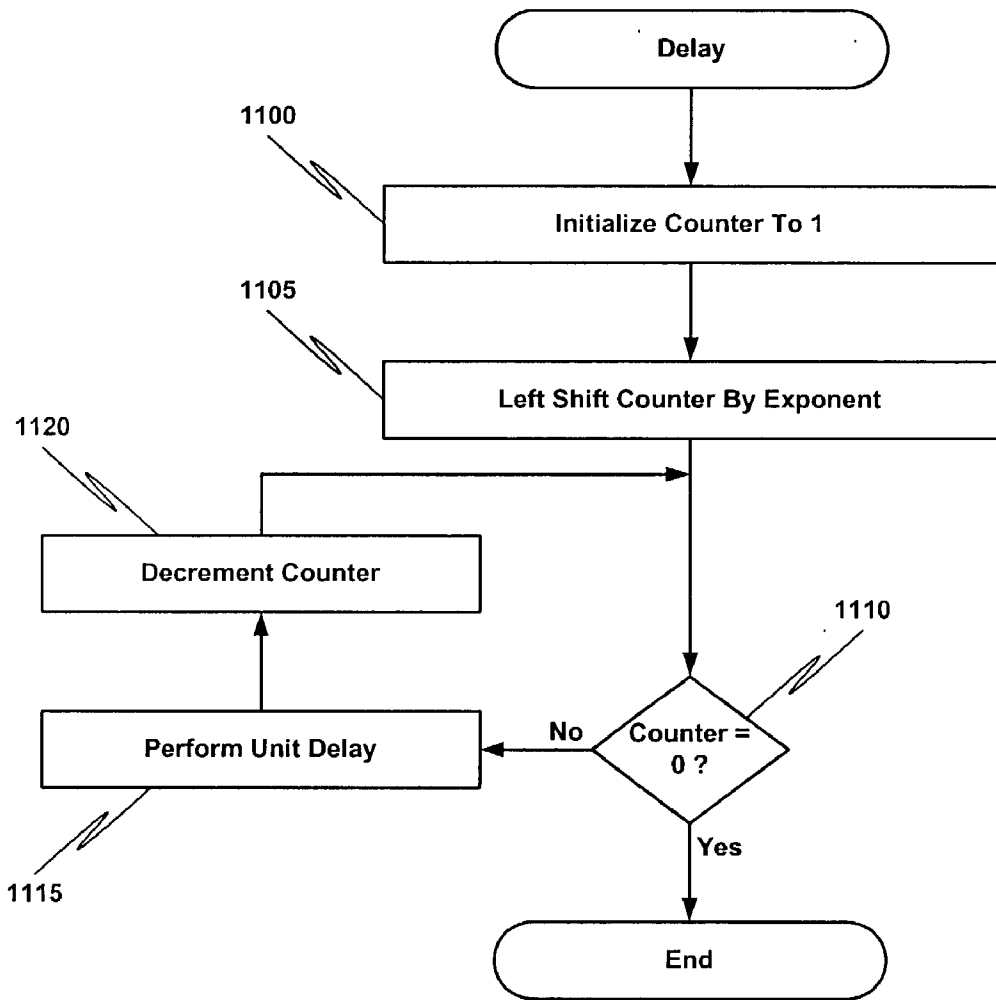 Delay
1100
Initialize Counter To 1
1105
Left Shift Counter By Exponent
1120
Decrement Counter
1110
Counter =
0 ?
No
Perform Unit Delay
Yes
1115
End